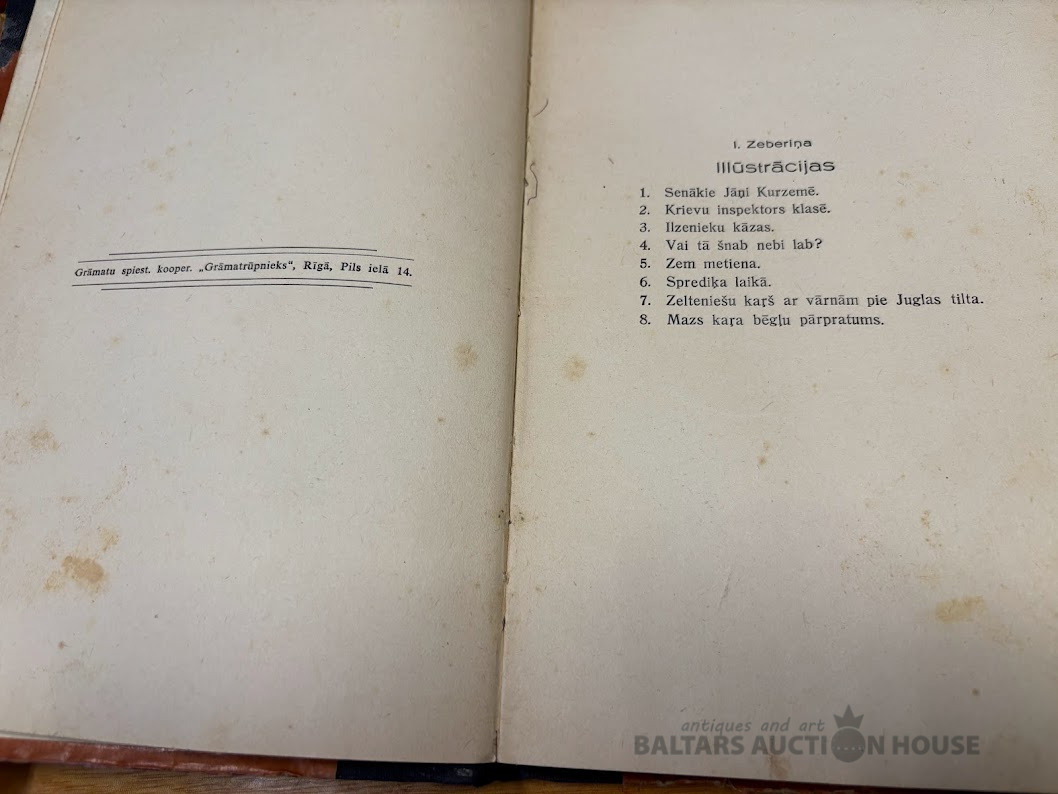 Grāmatu spiest. kooper. „Grāmatrūpnieks“, Rīgā, Pils ielā 14.
I. Zeberiņa
Illūstrācijas
1. Senākie Jāņi Kurzemē.
2. Krievu inspektors klasē.
3. Ilzenieku kāzas.
4. Vai tā šnab nebi lab?
5. Zem metiena.
6. Sprediķa laikā.
7. Zelteniešu kaŗš ar vārnām pie Juglas tilta.
8. Mazs kaŗa bēgļu pārpratums.
antiques and art
BALTARS AUCTION HOUSE